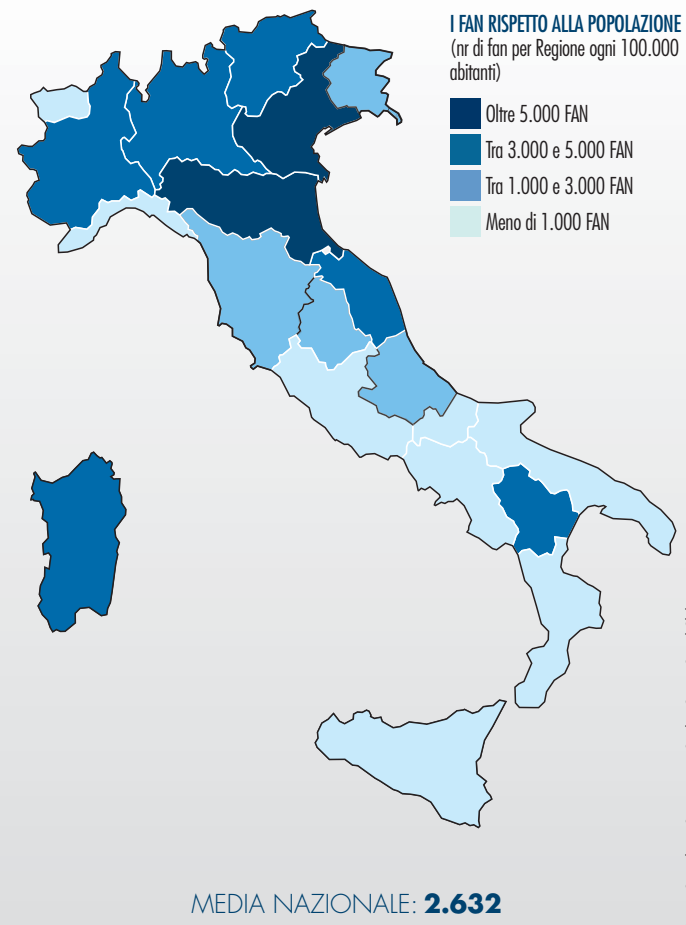 I FAN RISPETTO ALLA POPOLAZIONE
(nr di fan per Regione ogni 100.000
abitanti)
Oltre 5.000 FAN
Tra 3.000 e 5.000 FAN
Tra 1.000 e 3.000 FAN
Meno di 1.000 FAN
MEDIA NAZIONALE: 2.632